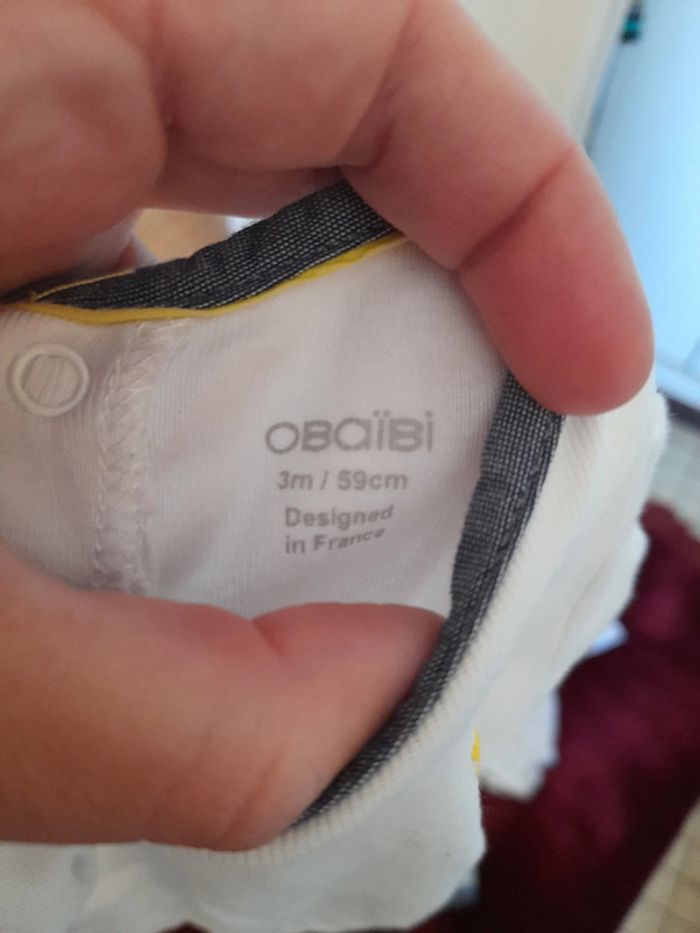 OBaïBi
3m / 59cm
Designed
in France